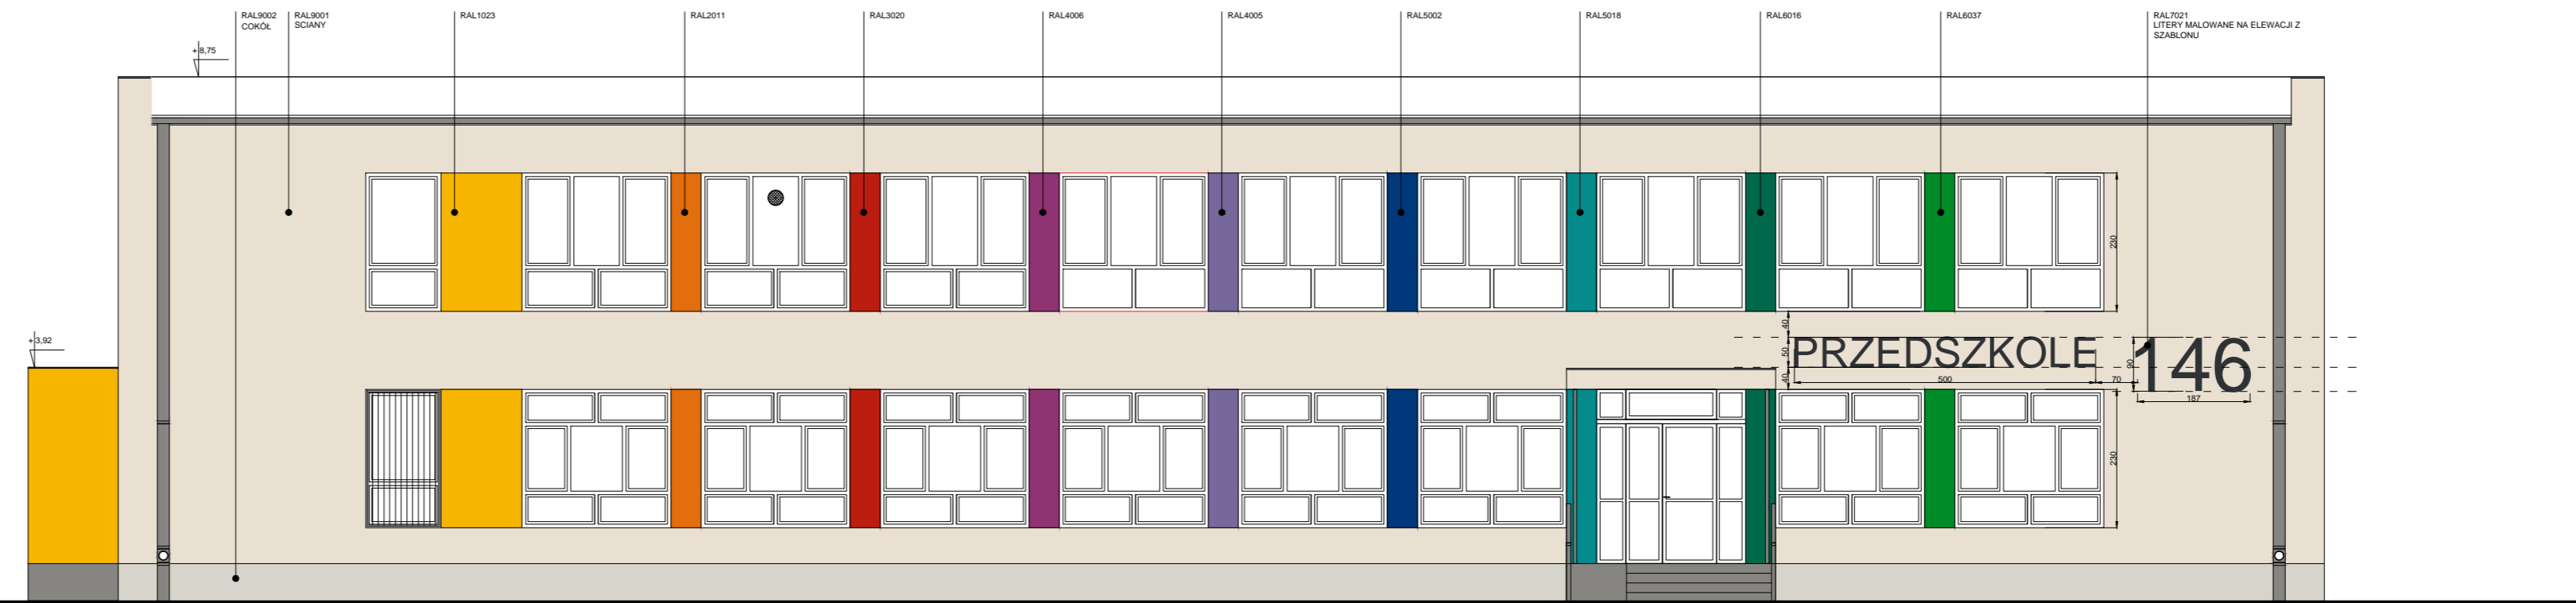 RAL9002
COKÓŁ
RAL9001
SCIANY
RAL1023
RAL2011
RAL3020
RAL4006
RAL4005
RAL5002
RAL5018
RAL6016
RAL6037
RAL7021
LITERY MALOWANE NA ELEWACJI Z
SZABLONU
+8,75
+3,92
230
40
50
40
PRZEDSZKOLE
146
90
500
70
187
230